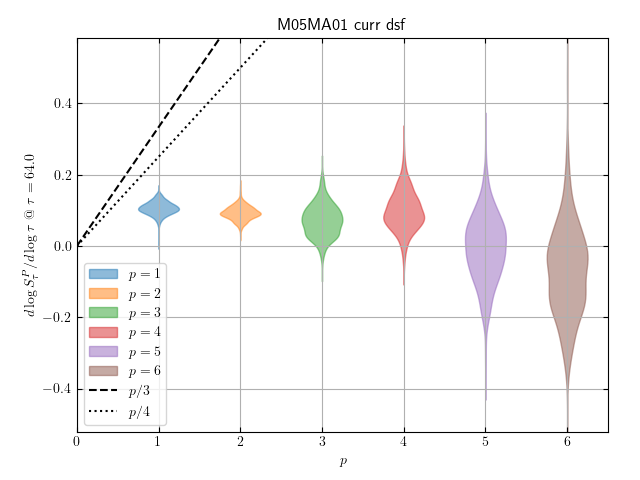 M05MA01 curr dsf
d log S_τ^p / d log τ @ τ = 64.0
0.4
0.2
0.0
−0.2
−0.4
p = 1
p = 2
p = 3
p = 4
p = 5
p = 6
p/3
p/4
0 1 2 3 4 5 6
p